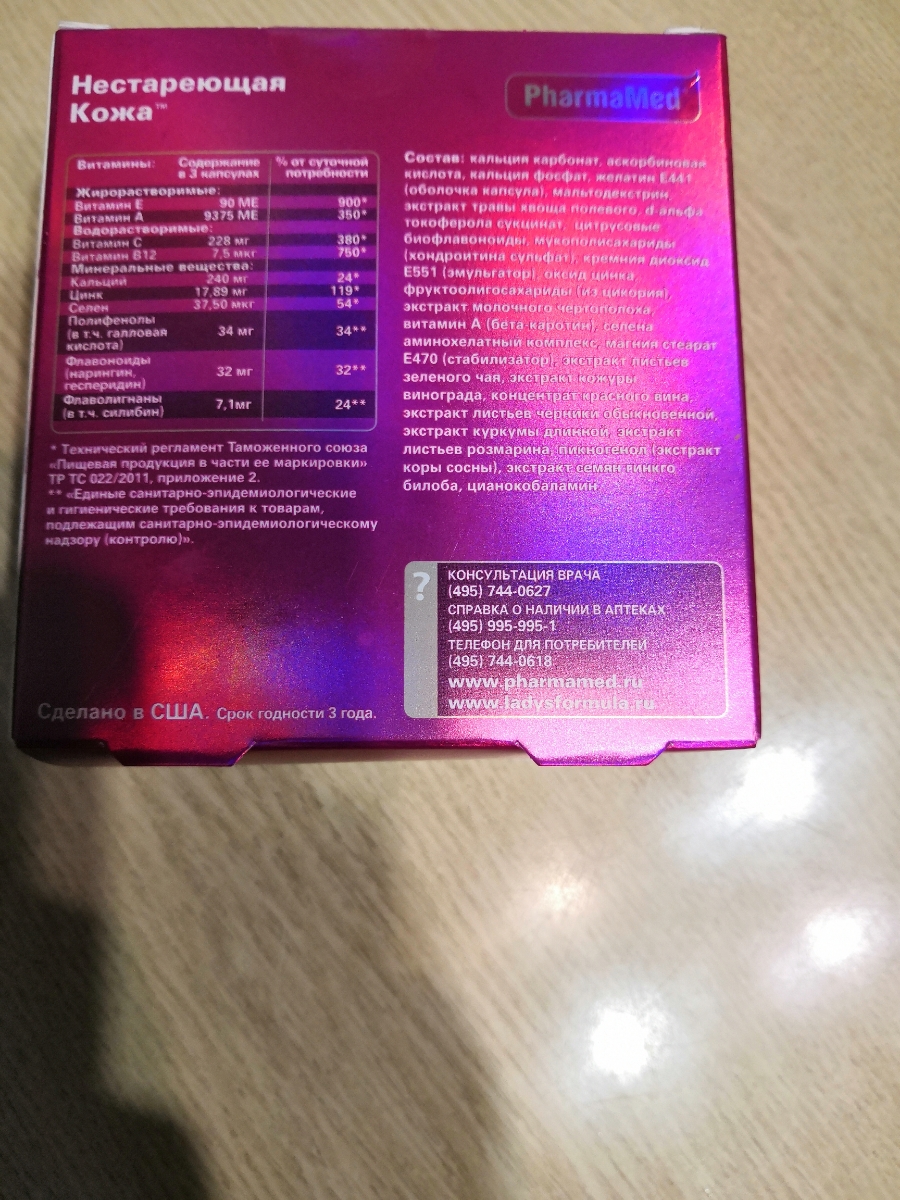 Нестареющая
Кожа™
PharmaMed
Витамины: Содержание в 3 капсулах % от суточной потребности
Жирорастворимые:
Витамин Е 90 МЕ 900*
Витамин А 9375 МЕ 350*
Водорастворимые:
Витамин С 228 мг 380*
Витамин В12 7,5 мкг 750*
Минеральные вещества:
Кальций 240 мг 24*
Цинк 17,89 мг 119*
Селен 37,50 мкг 54*
Полифенолы
(в т.ч. галловая 34 мг 34**
кислота)
Флавоноиды
(нарингин, 32 мг 32**
гесперидин)
Флаволигнаны
(в т.ч. силибин) 7,1мг 24**
* Технический регламент Таможенного союза
«Пищевая продукция в части ее маркировки»
ТР ТС 022/2011, приложение 2.
** «Единые санитарно-эпидемиологические
и гигиенические требования к товарам,
подлежащим санитарно-эпидемиологическому
надзору (контролю)».
Сделано в США. Срок годности 3 года.
Состав: кальция карбонат, аскорбиновая
кислота, кальция фосфат, желатин Е441
(оболочка капсула), мальтодекстрин,
экстракт травы хвоща полевого, d-альфа
токоферола сукцинат, цитрусовые
биофлавоноиды, мукополисахариды
(хондроитина сульфат), кремния диоксид
Е551 (эмульгатор), оксид цинка,
фруктоолигосахариды (из цикория),
экстракт молочного чертополоха,
витамин А (бета-каротин), селена
аминохелатный комплекс, магния стеарат
Е470 (стабилизатор), экстракт листьев
зеленого чая, экстракт кожуры
винограда, концентрат красного вина,
экстракт листьев черники обыкновенной,
экстракт куркумы длинной, экстракт
листьев розмарина, пикногенол (экстракт
коры сосны), экстракт семян гинкго
билоба, цианокобаламин
?
КОНСУЛЬТАЦИЯ ВРАЧА
(495) 744-0627
СПРАВКА О НАЛИЧИИ В АПТЕКАХ
(495) 995-995-1
ТЕЛЕФОН ДЛЯ ПОТРЕБИТЕЛЕЙ
(495) 744-0618
www.pharmamed.ru
www.ladysformula.ru